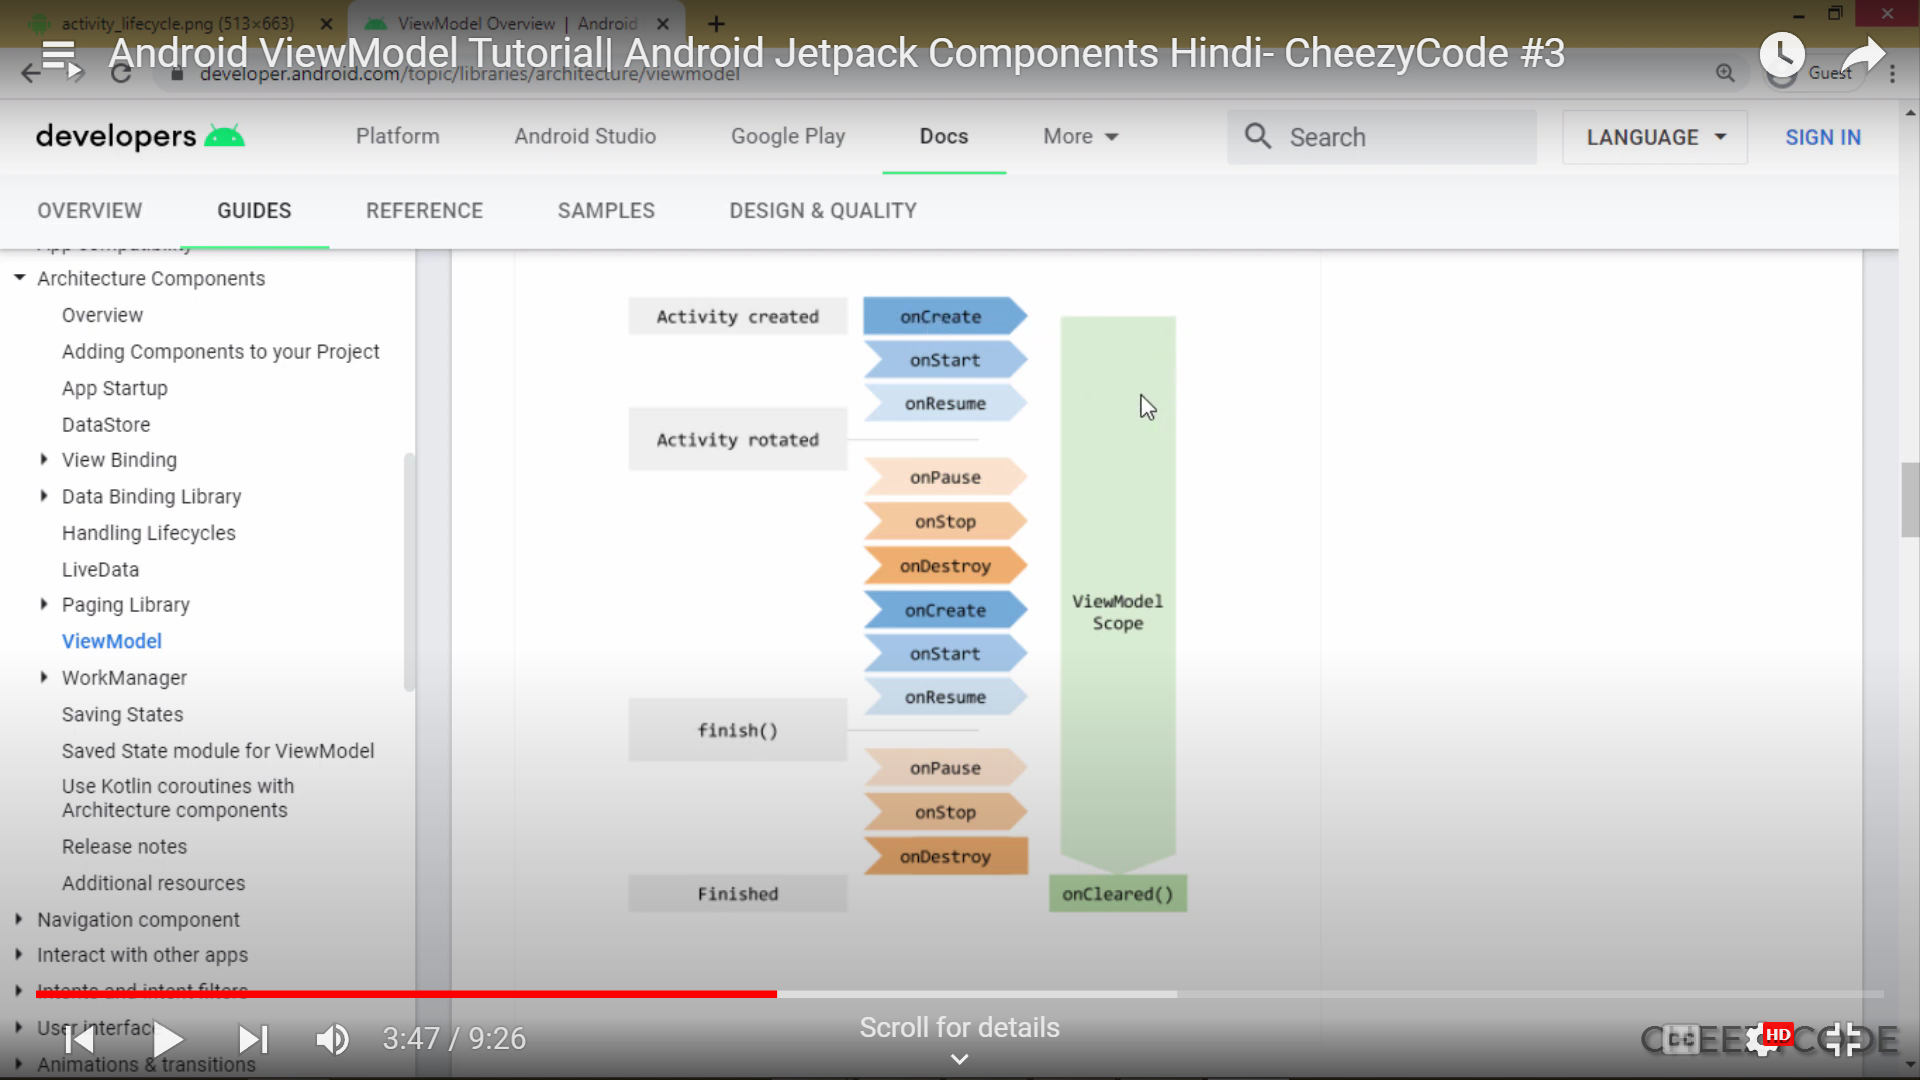 activity_lifecycle.png (513×663)
ViewModel Overview | Android
Android ViewModel Tutorial| Android Jetpack Components Hindi- CheezyCode #3
developer.android.com/topic/libraries/architecture/viewmodel
Guest
developers
Platform
Android Studio
Google Play
Docs
More
Search
LANGUAGE
SIGN IN
OVERVIEW
GUIDES
REFERENCE
SAMPLES
DESIGN & QUALITY
App compatibility
Architecture Components
Overview
Adding Components to your Project
App Startup
DataStore
View Binding
Data Binding Library
Handling Lifecycles
LiveData
Paging Library
ViewModel
WorkManager
Saving States
Saved State module for ViewModel
Use Kotlin coroutines with
Architecture components
Release notes
Additional resources
Navigation component
Interact with other apps
Intents and intent filters
User interface
Animations & transitions
Activity created
onCreate
onStart
onResume
Activity rotated
onPause
onStop
onDestroy
onCreate
onStart
onResume
finish()
onPause
onStop
onDestroy
Finished
ViewModel
Scope
onCleared()
3:47 / 9:26
Scroll for details
HD